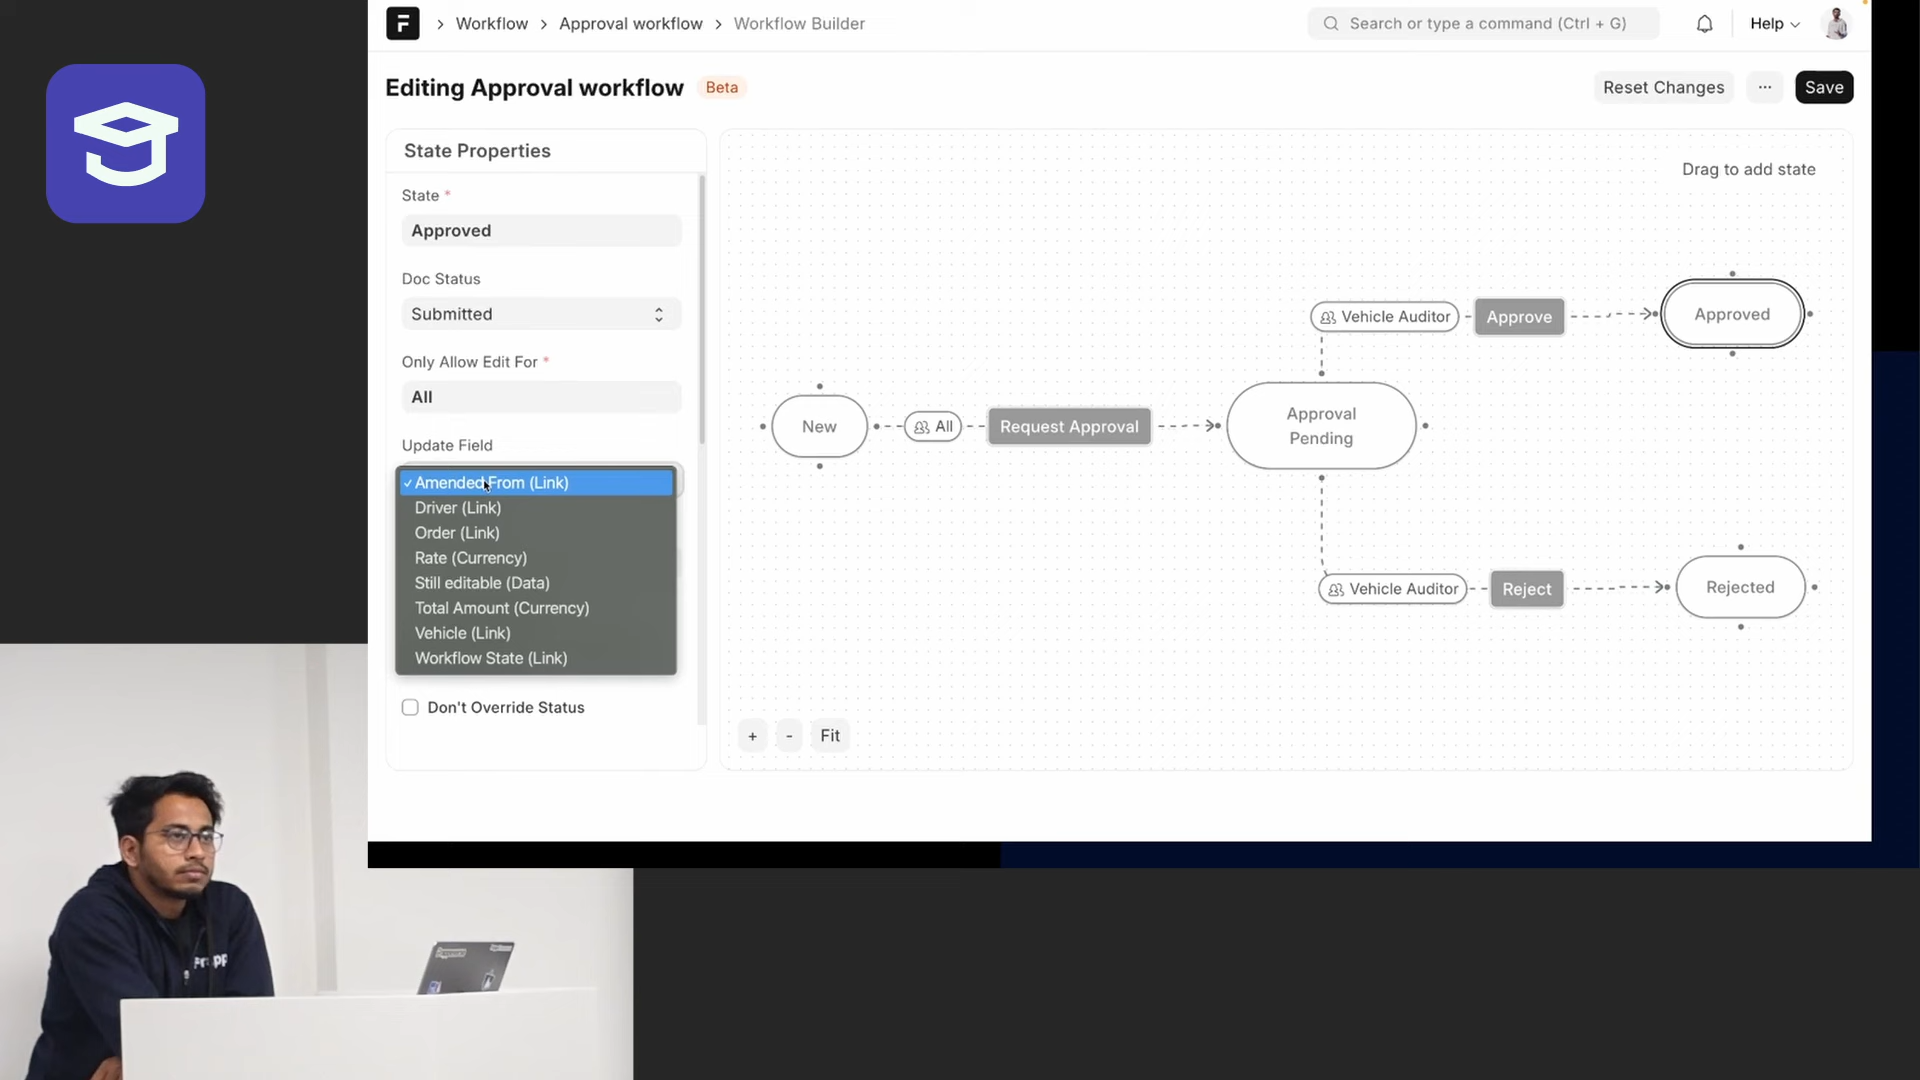 Workflow > Approval workflow > Workflow Builder
Search or type a command (Ctrl + G)
Help
Editing Approval workflow
Beta
Reset Changes
...
Save
State Properties
State *
Approved
Doc Status
Submitted
Only Allow Edit For *
All
Update Field
✓ Amended From (Link)
Driver (Link)
Order (Link)
Rate (Currency)
Still editable (Data)
Total Amount (Currency)
Vehicle (Link)
Workflow State (Link)
Don't Override Status
Drag to add state
Vehicle Auditor
Approve
Approved
New
All
Request Approval
Approval
Pending
Vehicle Auditor
Reject
Rejected
+
-
Fit